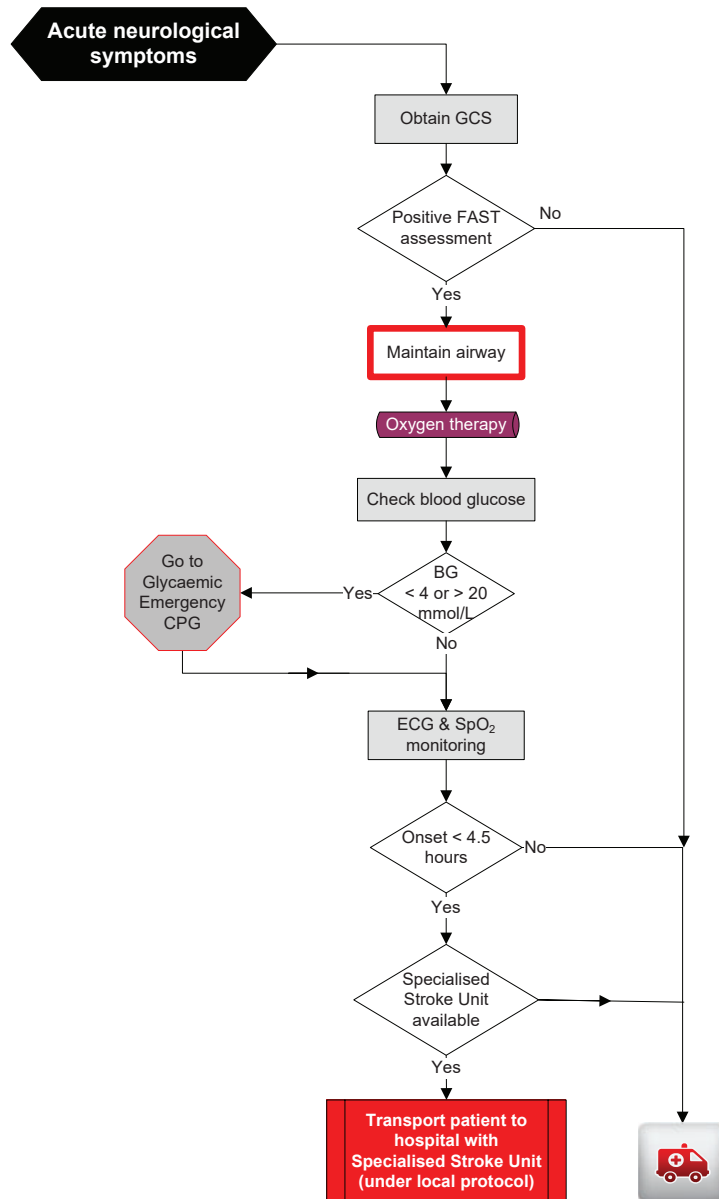 Acute neurological
symptoms
Obtain GCS
Positive FAST
assessment
No
Yes
Maintain airway
Oxygen therapy
Check blood glucose
Go to
Glycaemic
Emergency
CPG
Yes
BG
< 4 or > 20
mmol/L
No
ECG & SpO₂
monitoring
Onset < 4.5
hours
No
Yes
Specialised
Stroke Unit
available
Yes
Transport patient to
hospital with
Specialised Stroke Unit
(under local protocol)